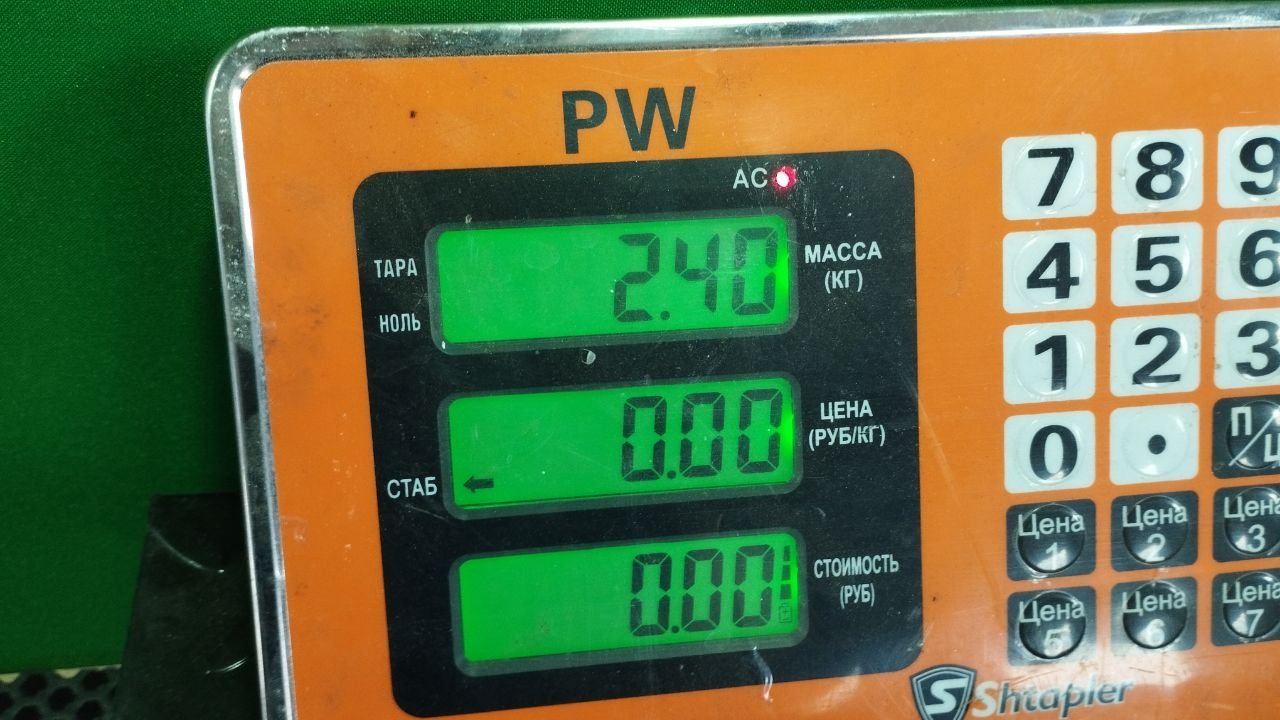 PW
AC
ТАРА
НОЛЬ
2.40
МАССА
(КГ)
СТАБ
0.00
ЦЕНА
(РУБ/КГ)
0.00
СТОИМОСТЬ
(РУБ)
7 8 9
4 5 6
1 2 3
0 . П/Ц
Цена 1 Цена 2 Цена 3
Цена 5 Цена 6 Цена 7
S Shtapler